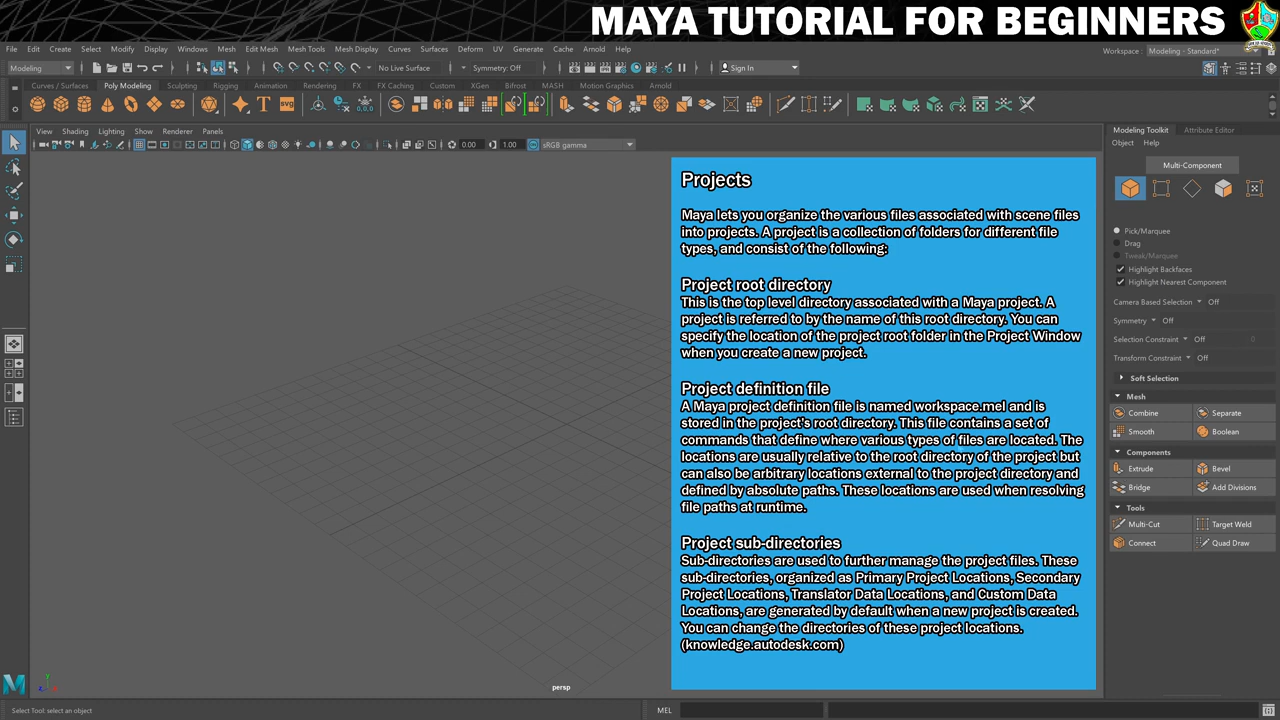 MAYA TUTORIAL FOR BEGINNERS
File Edit Create Select Modify Display Windows Mesh Edit Mesh Mesh Tools Mesh Display Curves Surfaces Deform UV Generate Cache Arnold Help
Workspace: Modeling - Standard*
Modeling No Live Surface Symmetry: Off Sign In
Curves / Surfaces Poly Modeling Sculpting Rigging Animation Rendering FX FX Caching Custom XGen Bifrost MASH Motion Graphics Arnold
View Shading Lighting Show Renderer Panels
0.00 1.00 sRGB gamma
Projects
Maya lets you organize the various files associated with scene files
into projects. A project is a collection of folders for different file
types, and consist of the following:
Project root directory
This is the top level directory associated with a Maya project. A
project is referred to by the name of this root directory. You can
specify the location of the project root folder in the Project Window
when you create a new project.
Project definition file
A Maya project definition file is named workspace.mel and is
stored in the project's root directory. This file contains a set of
commands that define where various types of files are located. The
locations are usually relative to the root directory of the project but
can also be arbitrary locations external to the project directory and
defined by absolute paths. These locations are used when resolving
file paths at runtime.
Project sub-directories
Sub-directories are used to further manage the project files. These
sub-directories, organized as Primary Project Locations, Secondary
Project Locations, Translator Data Locations, and Custom Data
Locations, are generated by default when a new project is created.
You can change the directories of these project locations.
(knowledge.autodesk.com)
persp
Modeling Toolkit Attribute Editor
Object Help
Multi-Component
Pick/Marquee
Drag
Tweak/Marquee
Highlight Backfaces
Highlight Nearest Component
Camera Based Selection Off
Symmetry Off
Selection Constraint Off 0
Transform Constraint Off
Soft Selection
Mesh
Combine Separate
Smooth Boolean
Components
Extrude Bevel
Bridge Add Divisions
Tools
Multi-Cut Target Weld
Connect Quad Draw
Select Tool: select an object
MEL